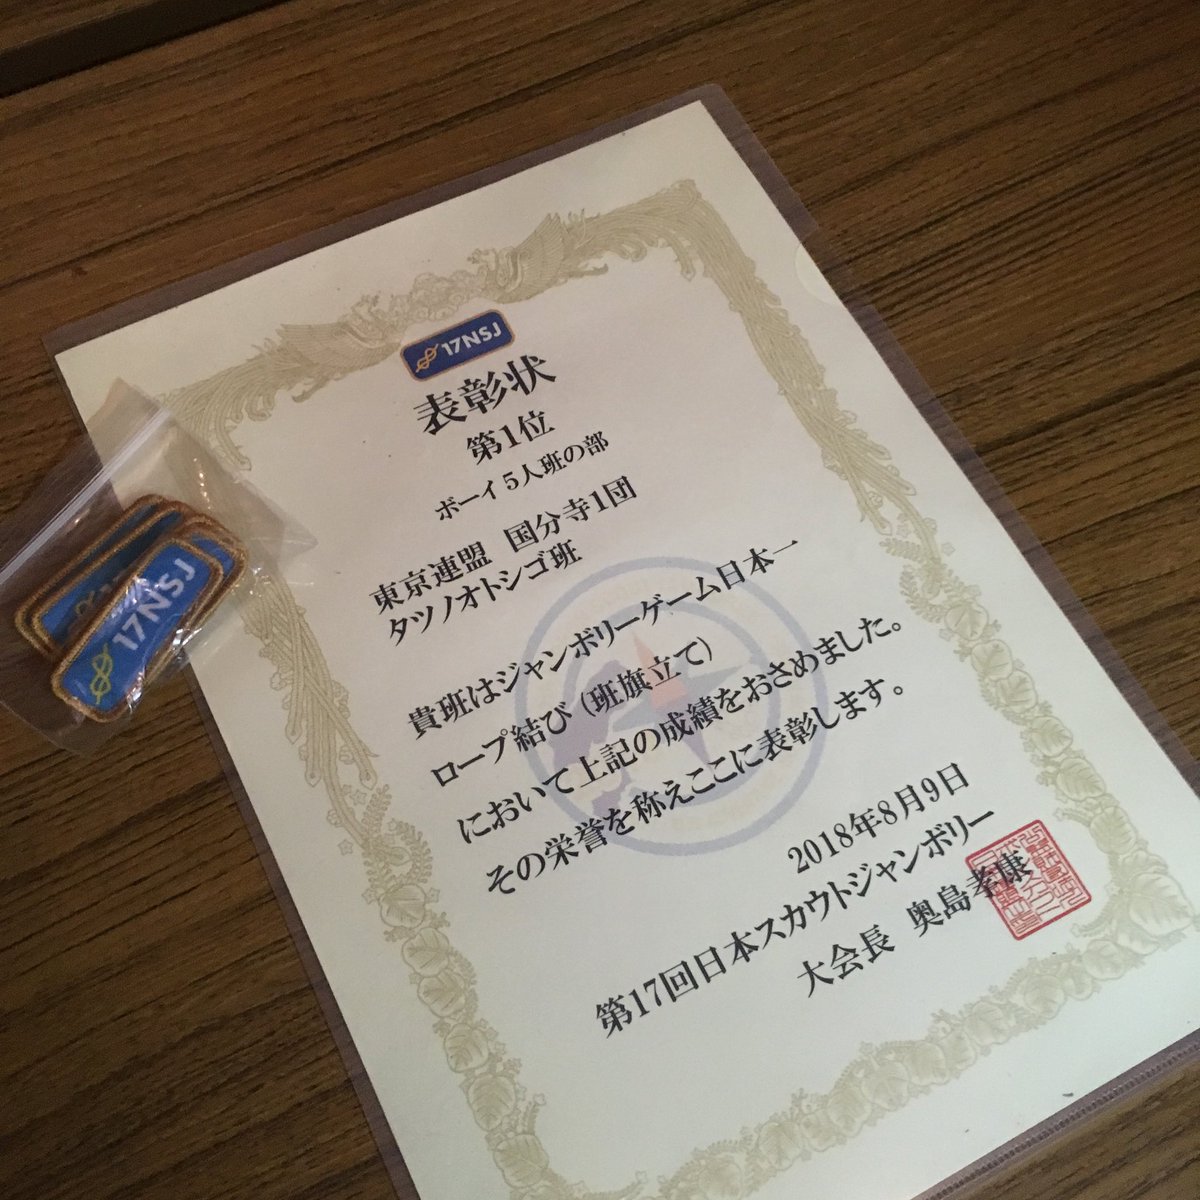 17NSJ
表彰状
第1位
ボーイ5人班の部
東京連盟 国分寺1団
タツノオトシゴ班
貴班はジャンボリーゲーム日本一
ロープ結び(班旗立て)
において上記の成績をおさめました。
その栄誉を称えここに表彰します。
2018年8月9日
第17回日本スカウトジャンボリー
大会長 奥島孝康
17NSJ